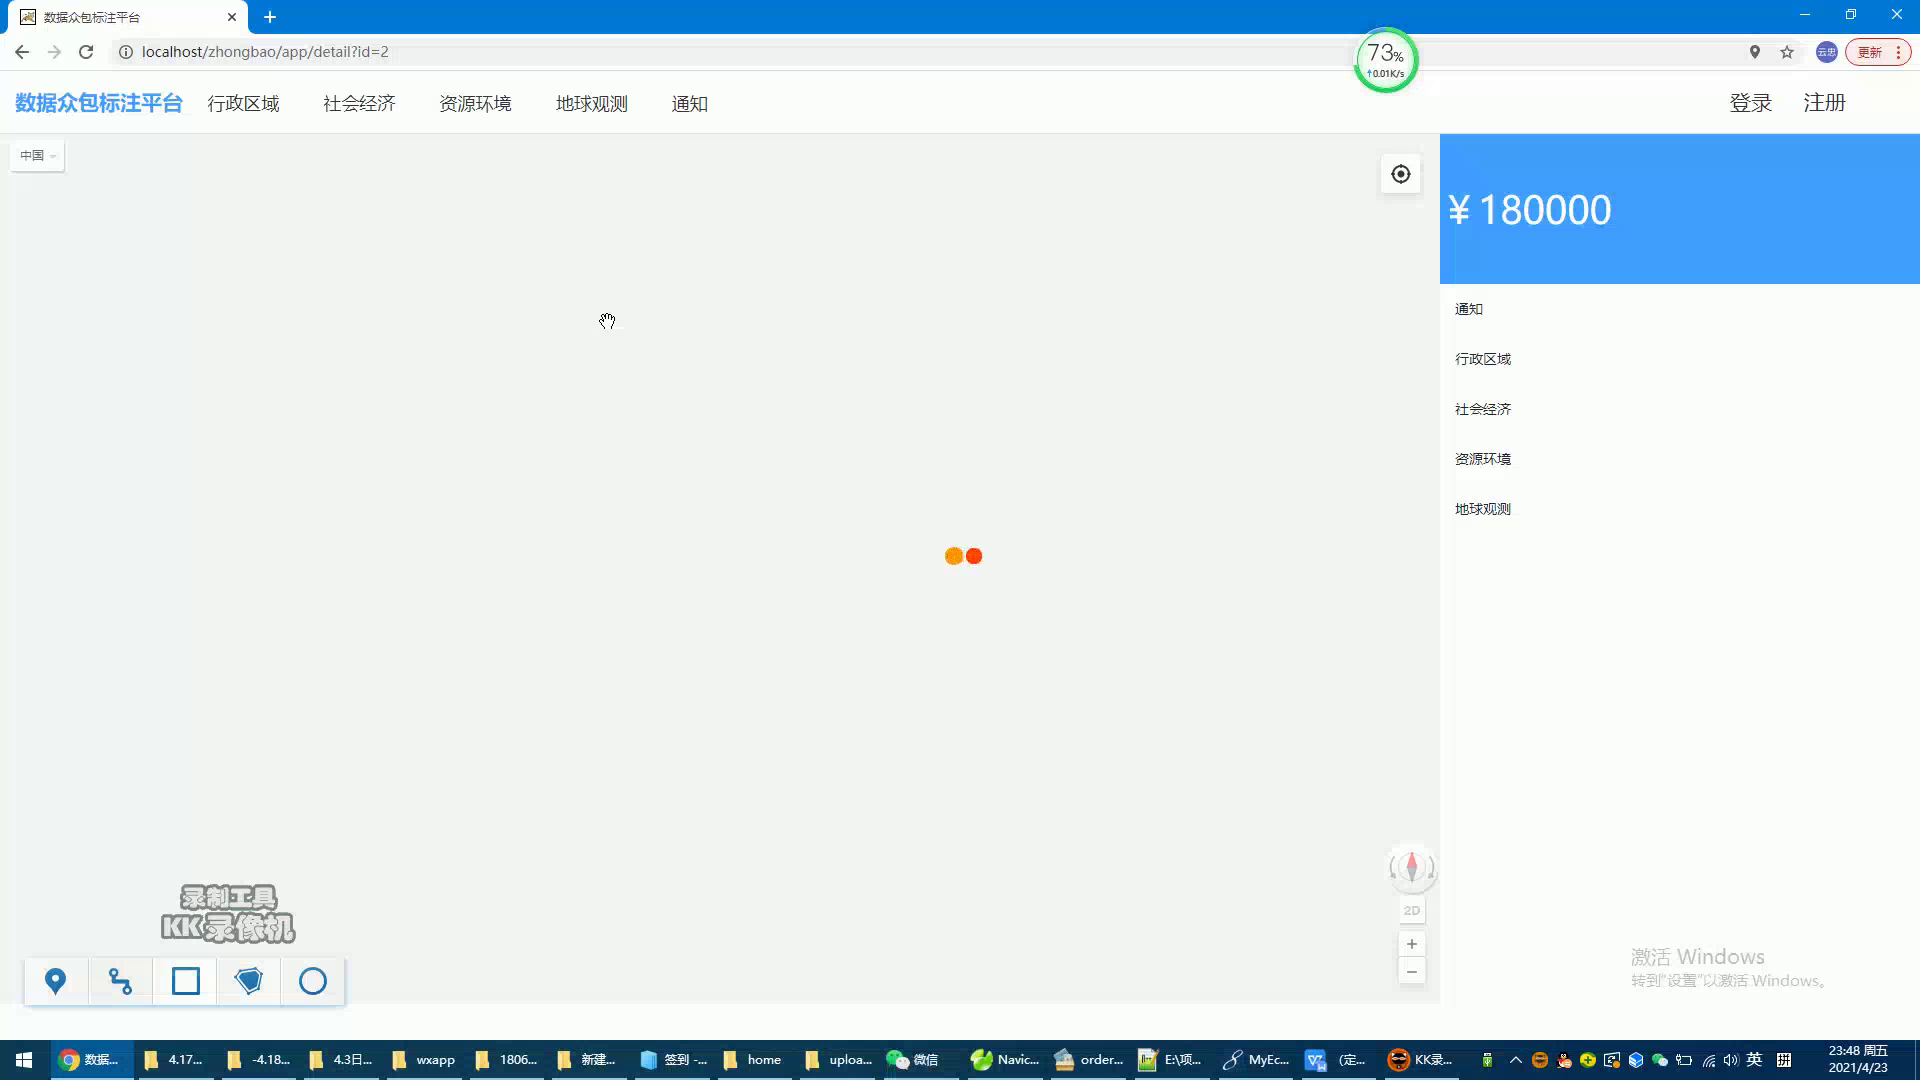 数据众包标注平台
localhost/zhongbao/app/detail?id=2
73%
↑0.01K/s
云忠
更新
数据众包标注平台
行政区域
社会经济
资源环境
地球观测
通知
登录
注册
中国
¥ 180000
通知
行政区域
社会经济
资源环境
地球观测
2D
录制工具
KK录像机
激活 Windows
转到"设置"以激活 Windows。
数据...
4.17...
-4.18...
4.3日...
wxapp
1806...
新建...
签到 -...
home
uploa...
微信
Navic...
order...
E:\项...
MyEc...
(定...
KK录...
英
拼
23:48 周五
2021/4/23